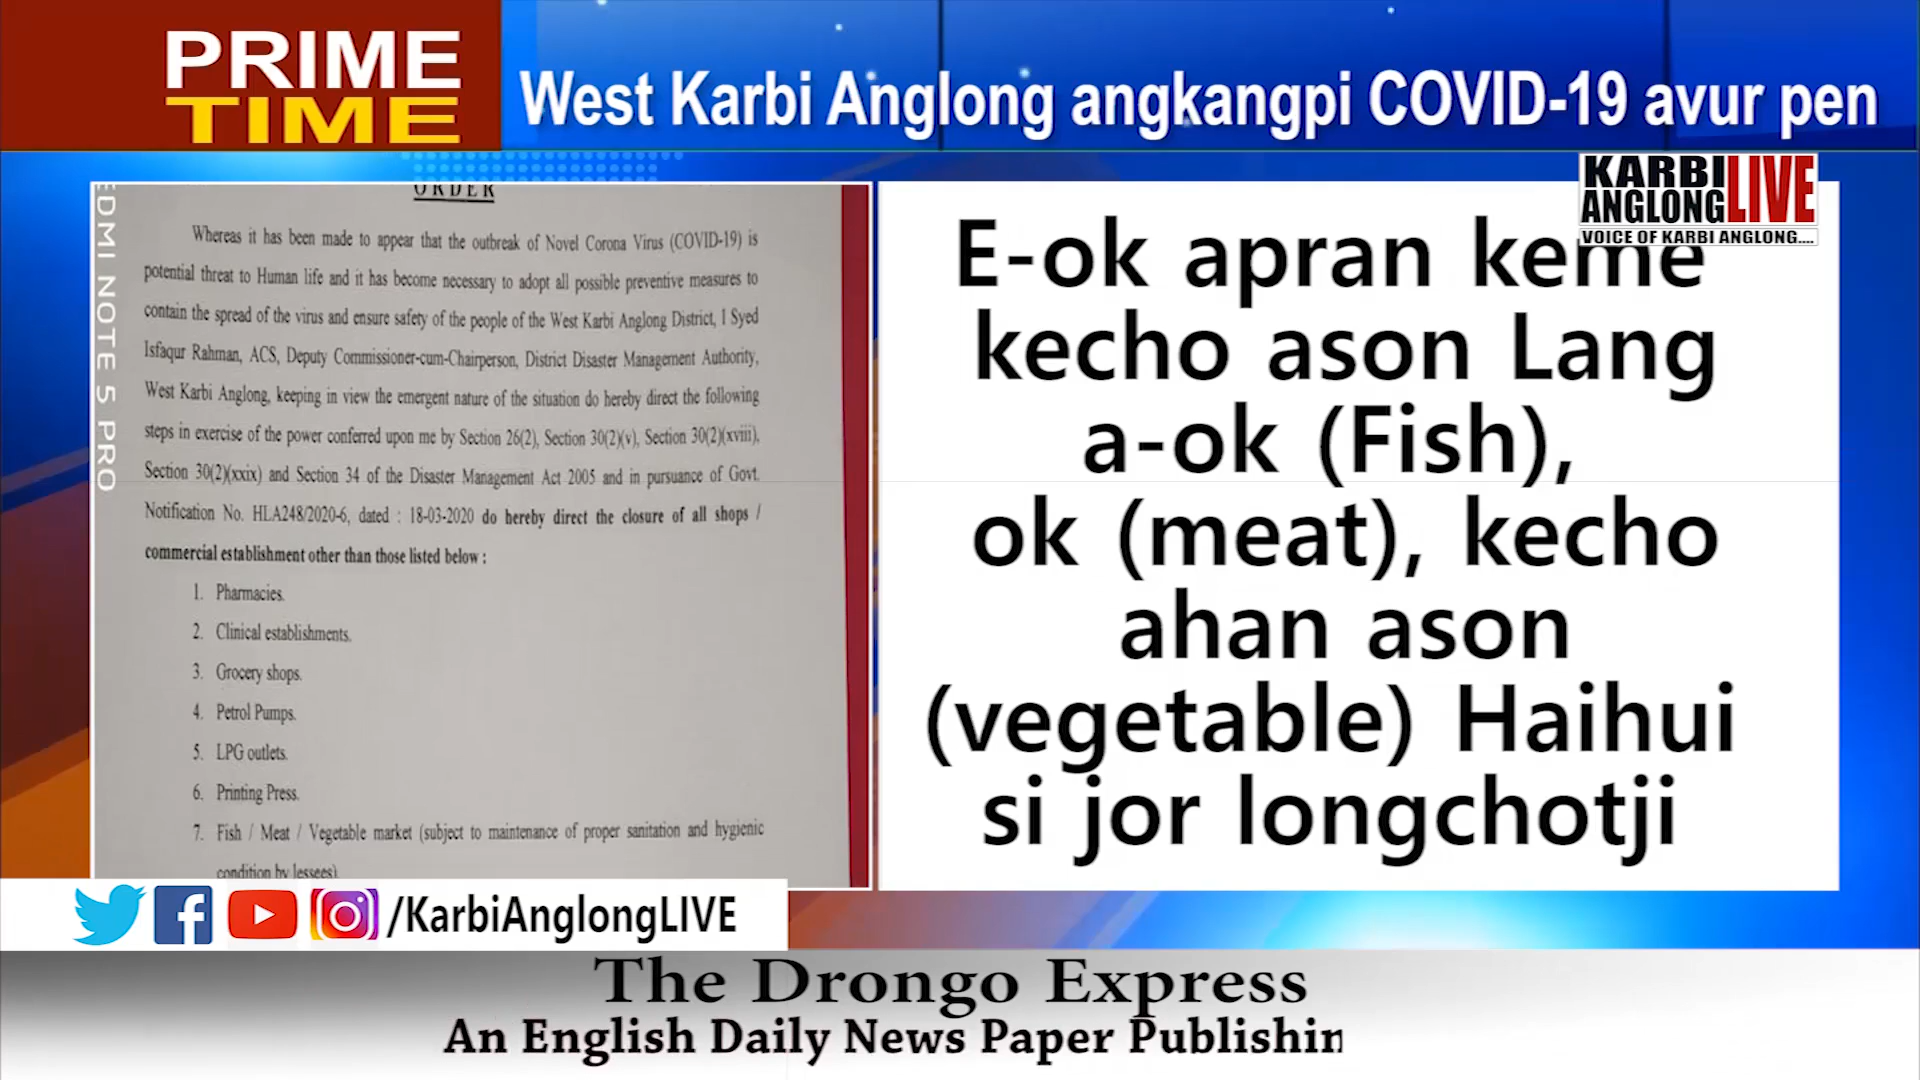 PRIME
TIME
West Karbi Anglong angkangpi COVID-19 avur pen
KARBI
ANGLONG
LIVE
VOICE OF KARBI ANGLONG....
EDMI NOTE 5 PRO
ORDER
Whereas it has been made to appear that the outbreak of Novel Corona Virus (COVID-19) is
potential threat to Human life and it has become necessary to adopt all possible preventive measures to
contain the spread of the virus and ensure safety of the people of the West Karbi Anglong District, I Syed
Isfaqur Rahman, ACS, Deputy Commissioner-cum-Chairperson, District Disaster Management Authority,
West Karbi Anglong, keeping in view the emergent nature of the situation do hereby direct the following
steps in exercise of the power conferred upon me by Section 26(2), Section 30(2)(v), Section 30(2)(xviii),
Section 30(2)(xxix) and Section 34 of the Disaster Management Act 2005 and in pursuance of Govt.
Notification No. HLA248/2020-6, dated : 18-03-2020 do hereby direct the closure of all shops /
commercial establishment other than those listed below :
1. Pharmacies.
2. Clinical establishments.
3. Grocery shops.
4. Petrol Pumps.
5. LPG outlets.
6. Printing Press.
7. Fish / Meat / Vegetable market (subject to maintenance of proper sanitation and hygienic
condition by lessees)
E-ok apran keme
kecho ason Lang
a-ok (Fish),
ok (meat), kecho
ahan ason
(vegetable) Haihui
si jor longchotji
/KarbiAnglongLIVE
The Drongo Express
An English Daily News Paper Publishin